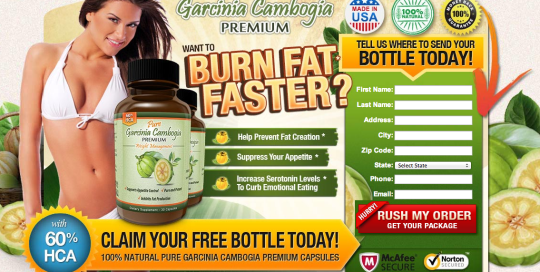 Garcinia Cambogia
PREMIUM
MADE IN
USA
100%
NATURAL
100%
WANT TO
BURN FAT
FASTER?
Help Prevent Fat Creation *
Suppress Your Appetite *
Increase Serotonin Levels *
To Curb Emotional Eating
Pure
Garcinia Cambogia
PREMIUM
Weight Management
TELL US WHERE TO SEND YOUR
BOTTLE TODAY!
First Name:
Last Name:
Address:
City:
Zip Code:
State:
Select State
Phone:
Email:
HURRY!
RUSH MY ORDER
GET YOUR PACKAGE
McAfee
SECURE
Norton
SECURED
with
60%
HCA
CLAIM YOUR FREE BOTTLE TODAY!
100% NATURAL PURE GARCINIA CAMBOGIA PREMIUM CAPSULES